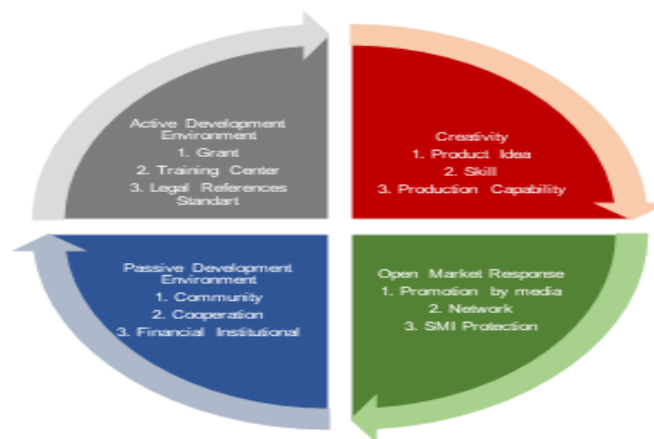 Active Development
Environment
1. Grant
2. Training Center
3. Legal References
Standart
Creativity
1. Product Idea
2. Skill
3. Production Capability
Passive Development
Environment
1. Community
2. Cooperation
3. Financial Institutional
Open Market Response
1. Promotion by media
2. Network
3. SMI Protection